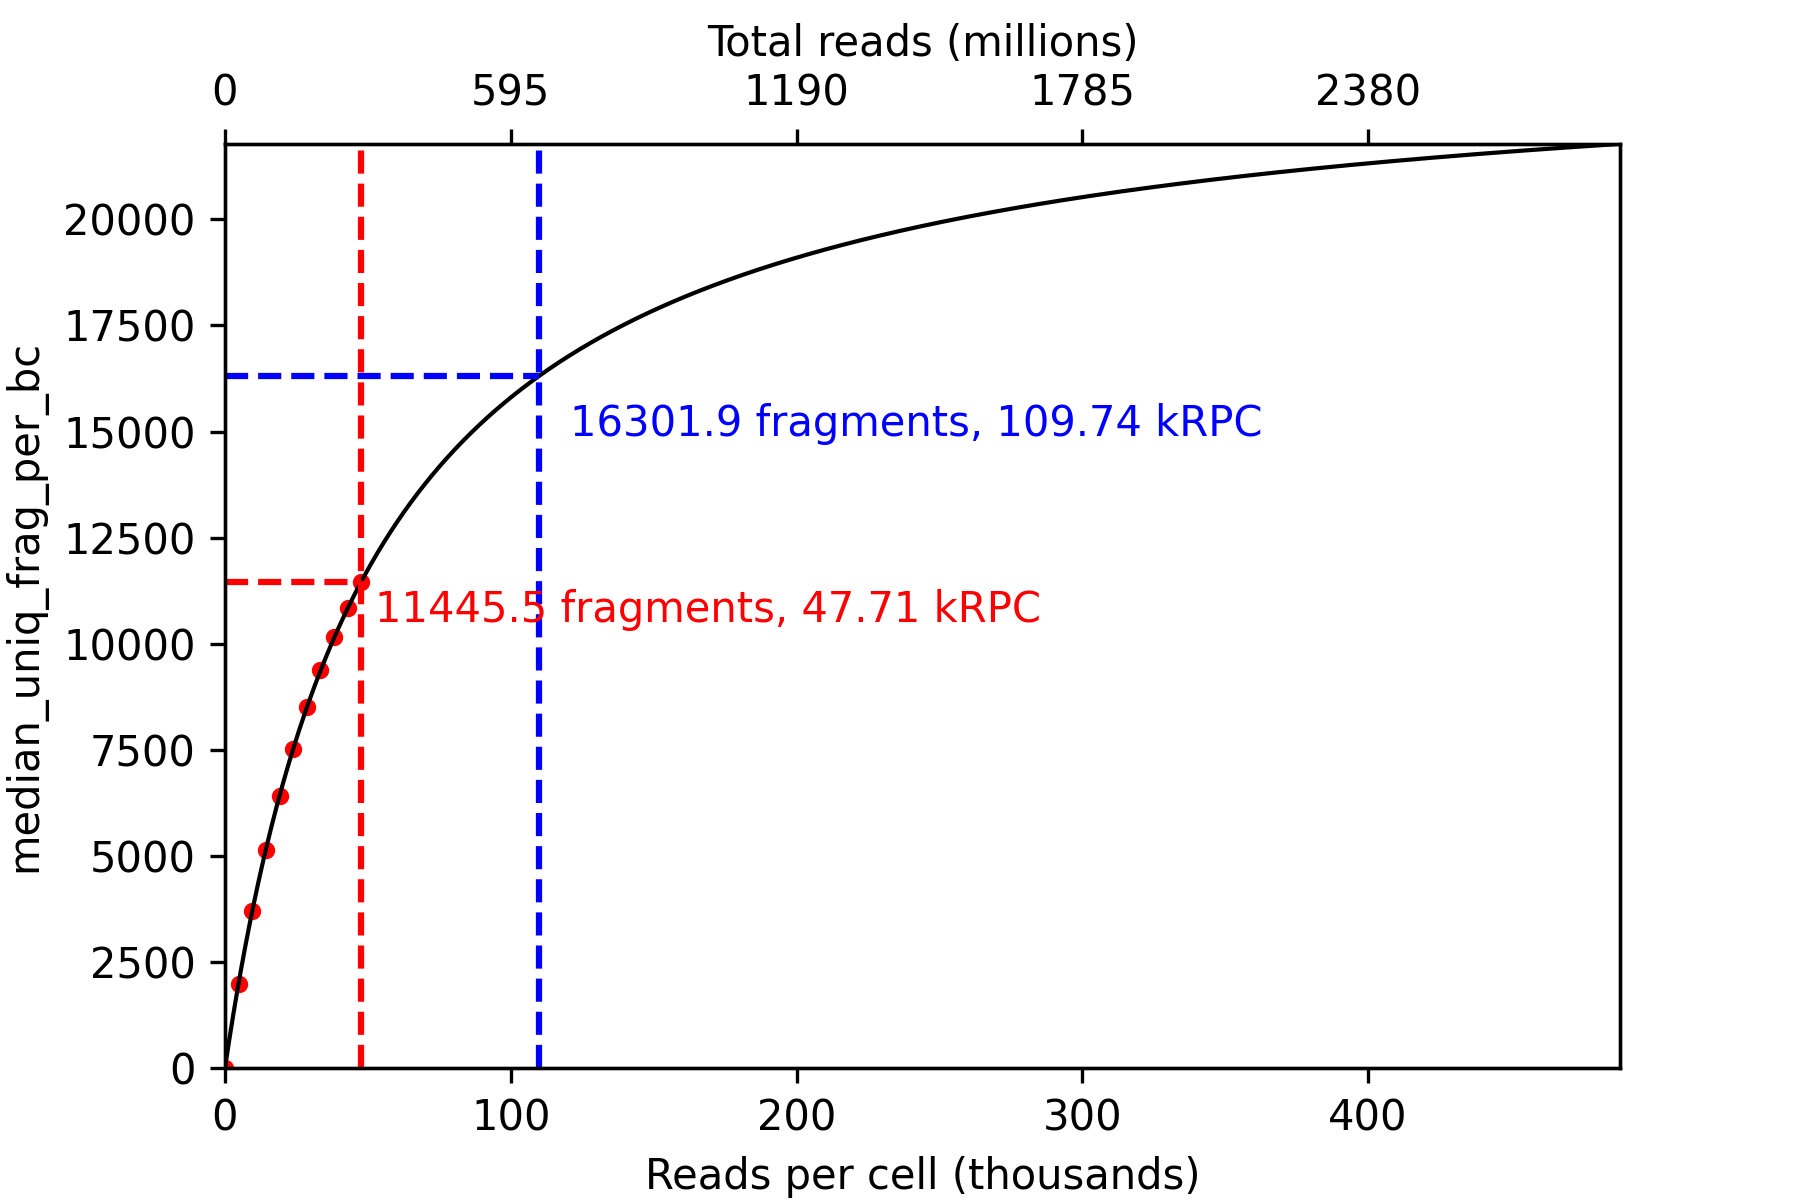 Total reads (millions)
0 595 1190 1785 2380
20000
17500
15000
12500
10000
7500
5000
2500
0
median_uniq_frag_per_bc
16301.9 fragments, 109.74 kRPC
11445.5 fragments, 47.71 kRPC
0 100 200 300 400
Reads per cell (thousands)